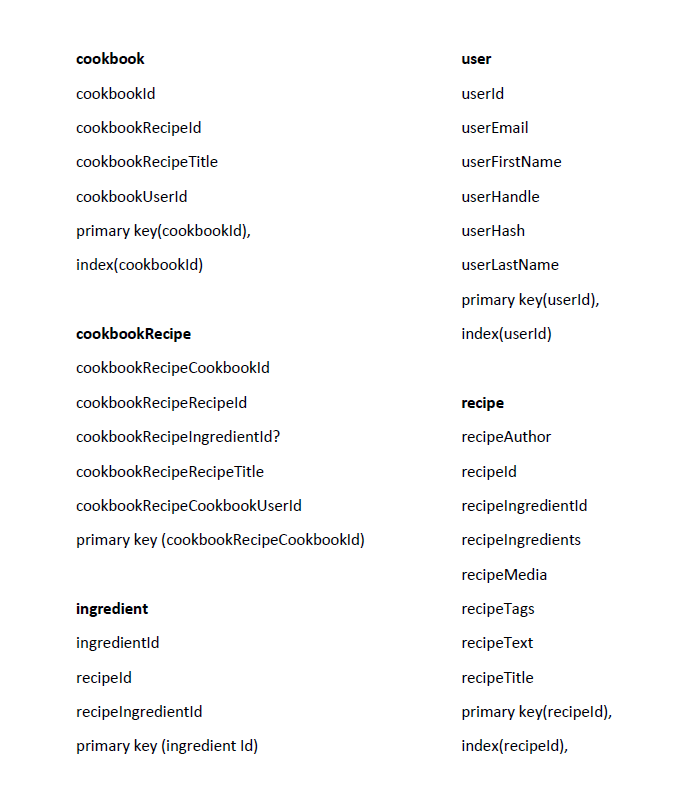 cookbook
cookbookId
cookbookRecipeId
cookbookRecipeTitle
cookbookUserId
primary key(cookbookId),
index(cookbookId)
cookbookRecipe
cookbookRecipeCookbookId
cookbookRecipeRecipeId
cookbookRecipeIngredientId?
cookbookRecipeRecipeTitle
cookbookRecipeCookbookUserId
primary key (cookbookRecipeCookbookId)
ingredient
ingredientId
recipeId
recipeIngredientId
primary key (ingredient Id)
user
userId
userEmail
userFirstName
userHandle
userHash
userLastName
primary key(userId),
index(userId)
recipe
recipeAuthor
recipeId
recipeIngredientId
recipeIngredients
recipeMedia
recipeTags
recipeText
recipeTitle
primary key(recipeId),
index(recipeId),